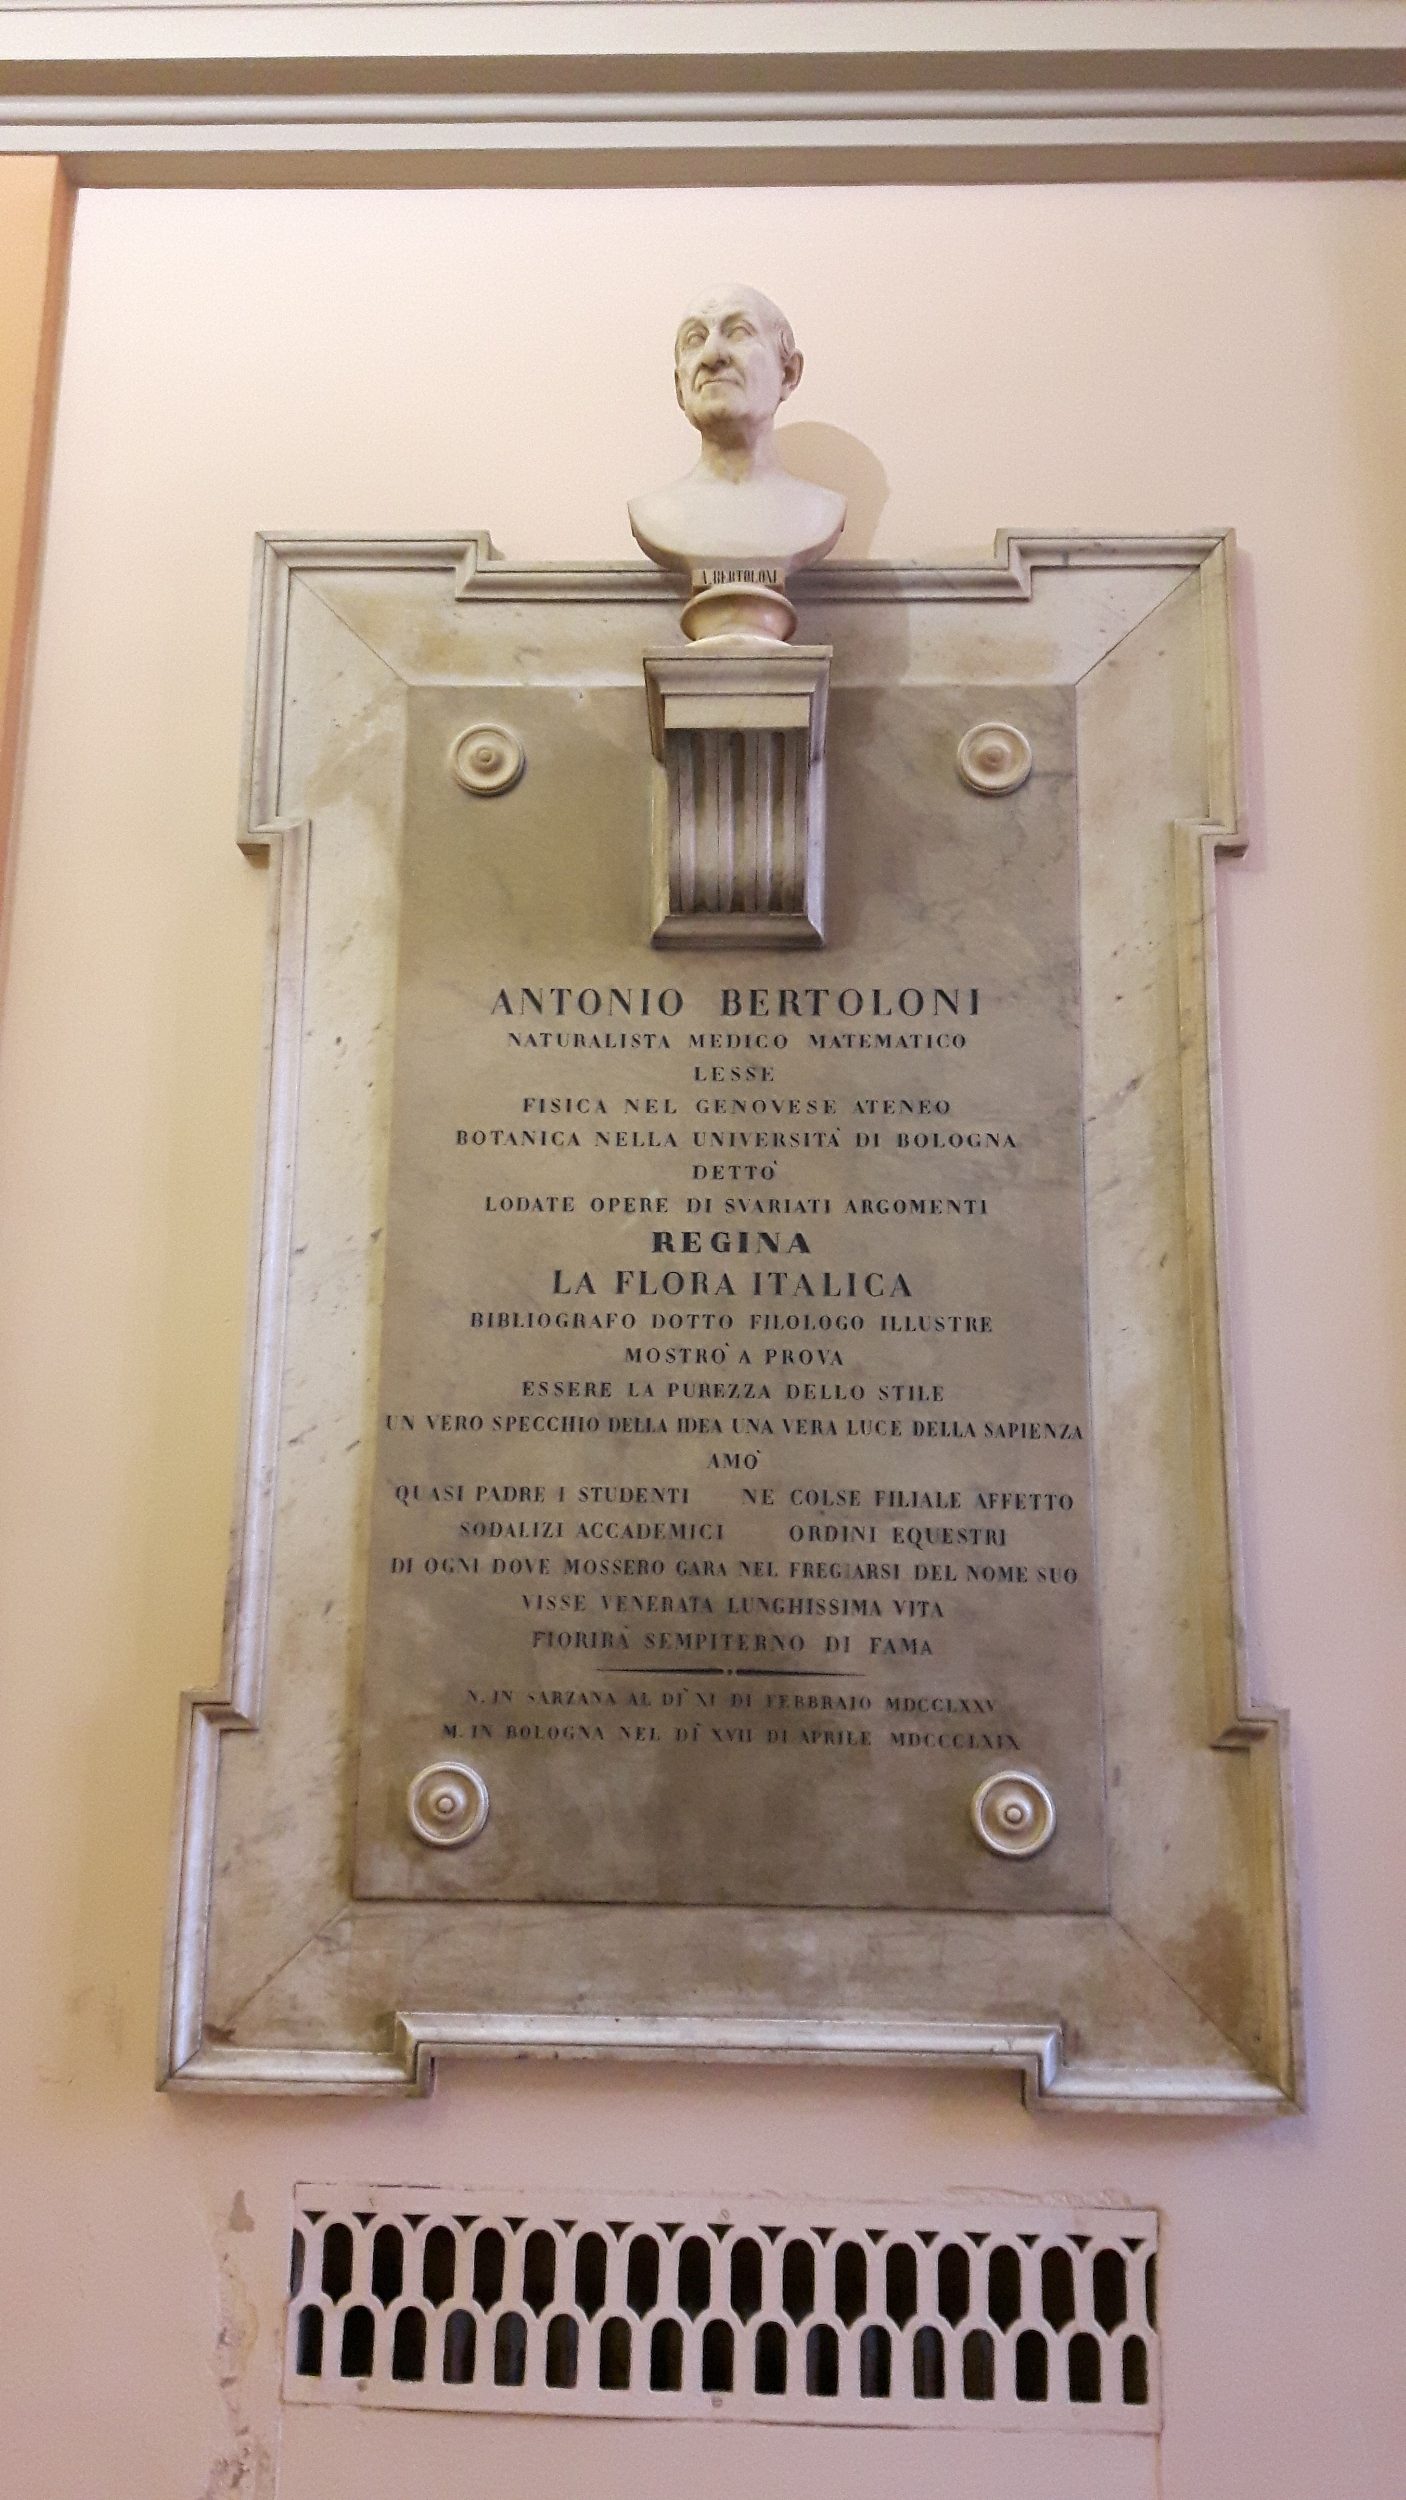 A. BERTOLONI
ANTONIO BERTOLONI
NATURALISTA MEDICO MATEMATICO
LESSE
FISICA NEL GENOVESE ATENEO
BOTANICA NELLA UNIVERSITÀ DI BOLOGNA
DETTÒ
LODATE OPERE DI SVARIATI ARGOMENTI
REGINA
LA FLORA ITALICA
BIBLIOGRAFO DOTTO FILOLOGO ILLUSTRE
MOSTRÒ A PROVA
ESSERE LA PUREZZA DELLO STILE
UN VERO SPECCHIO DELLA IDEA UNA VERA LUCE DELLA SAPIENZA
AMÒ
QUASI PADRE I STUDENTI NE COLSE FILIALE AFFETTO
SODALIZI ACCADEMICI ORDINI EQUESTRI
DI OGNI DOVE MOSSERO GARA NEL FREGIARSI DEL NOME SUO
VISSE VENERATA LUNGHISSIMA VITA
FIORIRÀ SEMPITERNO DI FAMA
N. IN SARZANA AL DÌ XI DI FEBBRAIO MDCCLXXV
M. IN BOLOGNA NEL DÌ XVII DI APRILE MDCCCLXIX